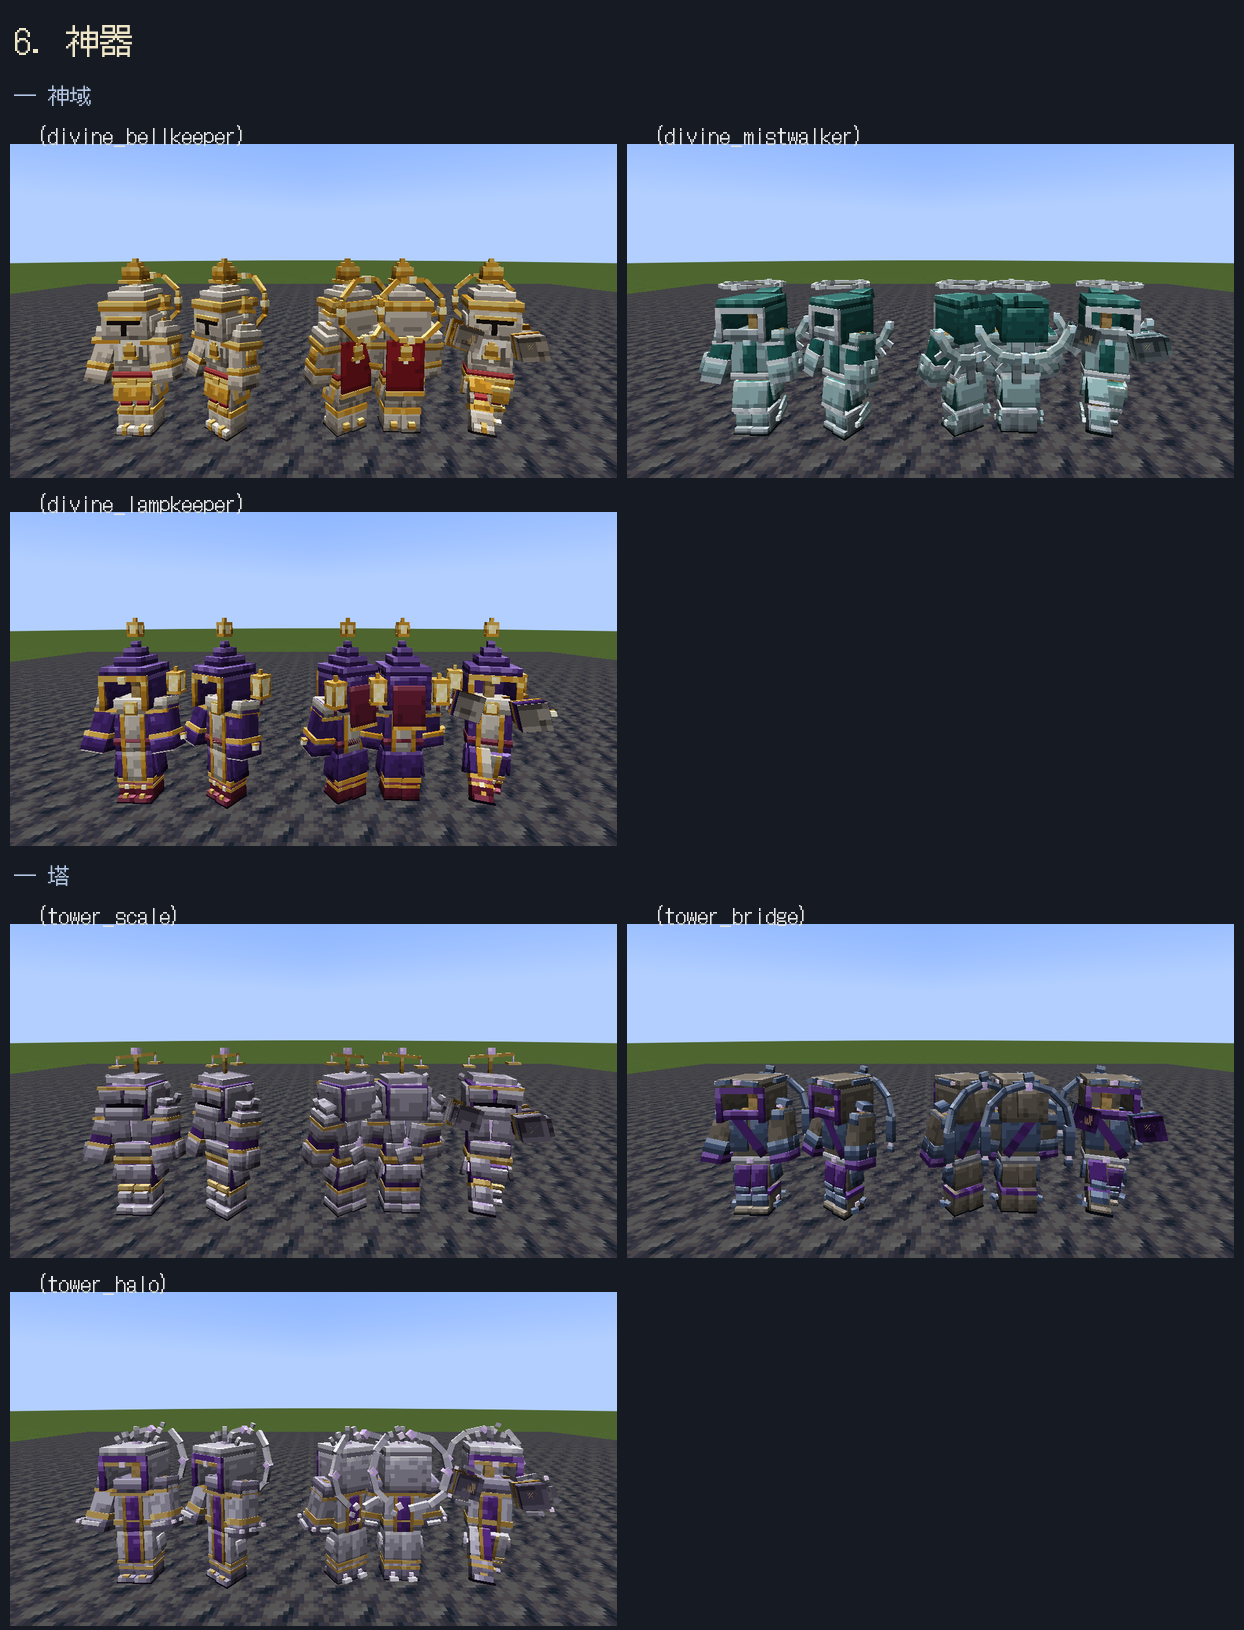 6. 神器
— 神域
(divine_bellkeeper)
(divine_mistwalker)
(divine_lampkeeper)
— 塔
(tower_scale)
(tower_bridge)
(tower_halo)